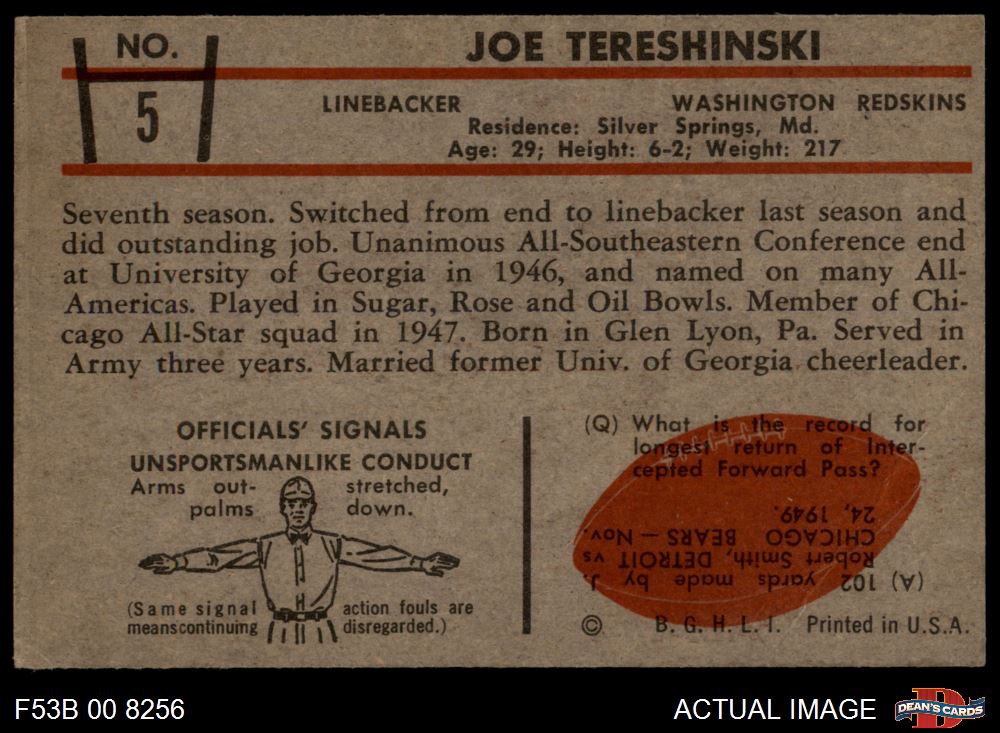 NO.
5
JOE TERESHINSKI
LINEBACKER WASHINGTON REDSKINS
Residence: Silver Springs, Md.
Age: 29; Height: 6-2; Weight: 217
Seventh season. Switched from end to linebacker last season and
did outstanding job. Unanimous All-Southeastern Conference end
at University of Georgia in 1946, and named on many All-
Americas. Played in Sugar, Rose and Oil Bowls. Member of Chi-
cago All-Star squad in 1947. Born in Glen Lyon, Pa. Served in
Army three years. Married former Univ. of Georgia cheerleader.
OFFICIALS' SIGNALS
UNSPORTSMANLIKE CONDUCT
Arms out- stretched,
palms down.
(Same signal action fouls are
meanscontinuing disregarded.)
(Q) What is the record for
longest return of Inter-
cepted Forward Pass?
(A) 102 yards by made by J.
Robert Smith, DETROIT vs
CHICAGO BEARS — Nov.
24, 1949.
© B. G. H. L. I. Printed in U.S.A.
F53B 00 8256
ACTUAL IMAGE
DEAN'S CARDS